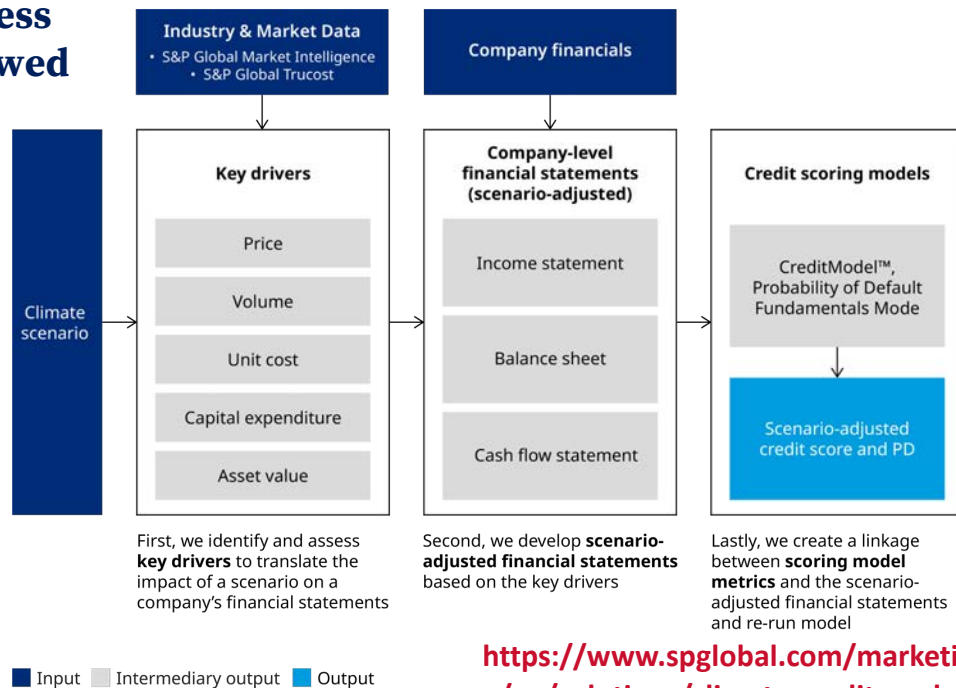 ess
wed
Industry & Market Data
• S&P Global Market Intelligence
• S&P Global Trucost
Company financials
Climate
scenario
Key drivers
Price
Volume
Unit cost
Capital expenditure
Asset value
First, we identify and assess
key drivers to translate the
impact of a scenario on a
company's financial statements
Company-level
financial statements
(scenario-adjusted)
Income statement
Balance sheet
Cash flow statement
Second, we develop scenario-
adjusted financial statements
based on the key drivers
Credit scoring models
CreditModel™,
Probability of Default
Fundamentals Mode
Scenario-adjusted
credit score and PD
Lastly, we create a linkage
between scoring model
metrics and the scenario-
adjusted financial statements
and re-run model
Input Intermediary output Output
https://www.spglobal.com/marketi